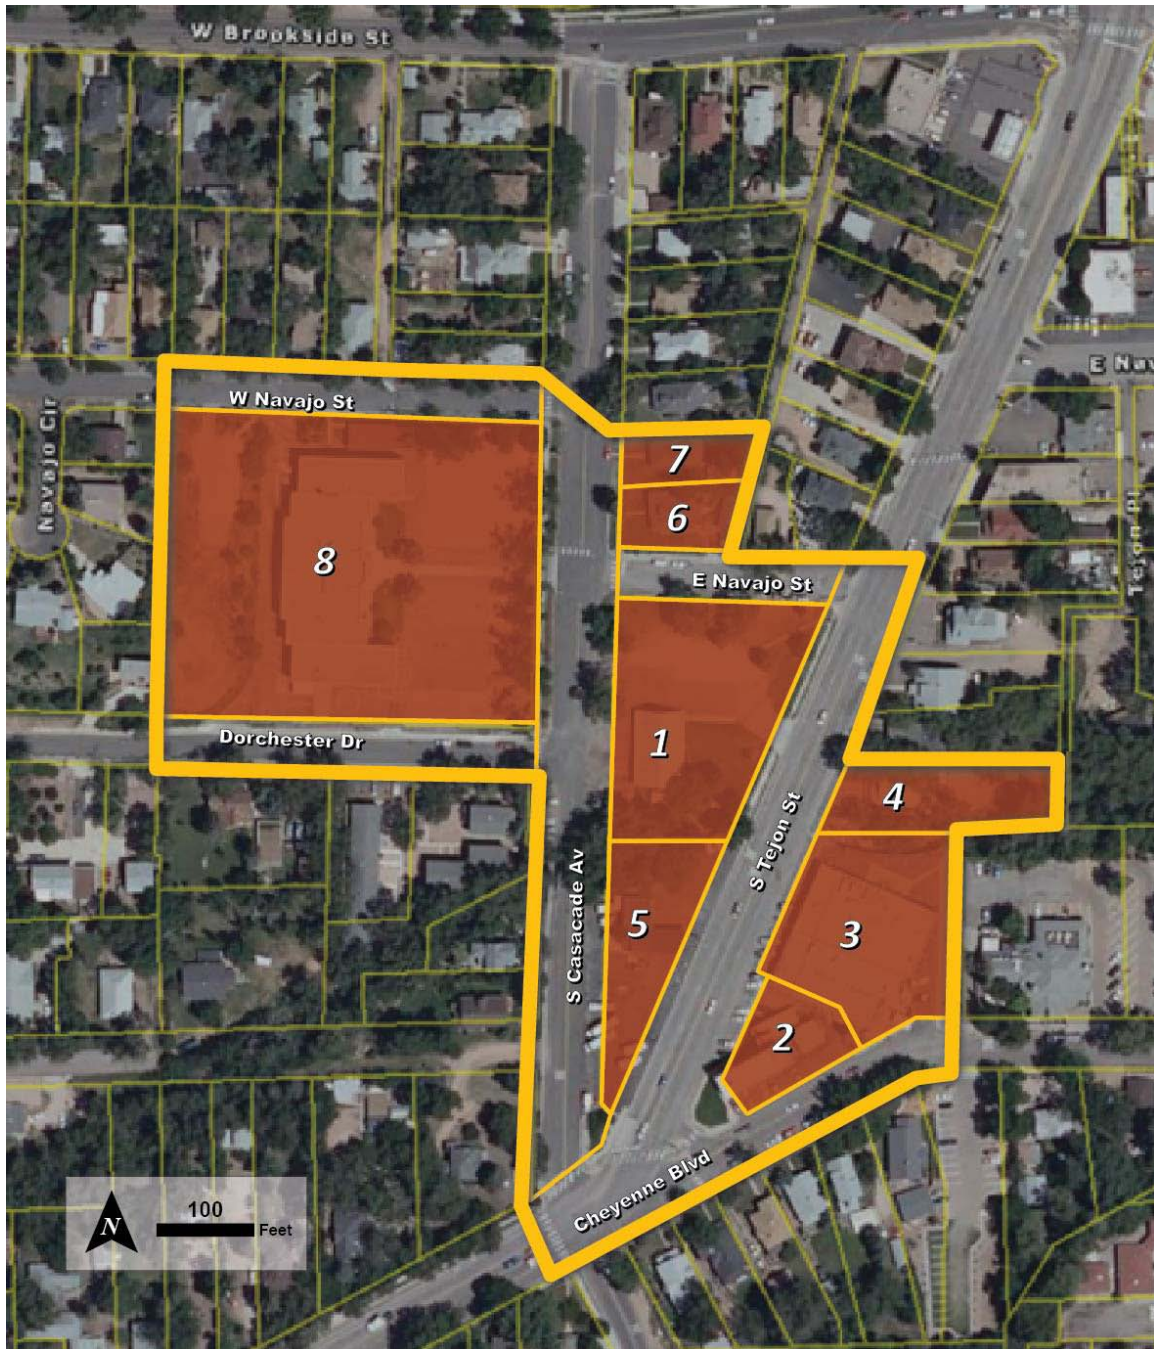 W Brookside St
E Nav
W Navajo St
Navajo Cir
7
6
8
E Navajo St
Tejon Pl
1
Dorchester Dr
4
S Tejon St
5
3
S Casacade Av
2
Cheyenne Blvd
N
100
Feet